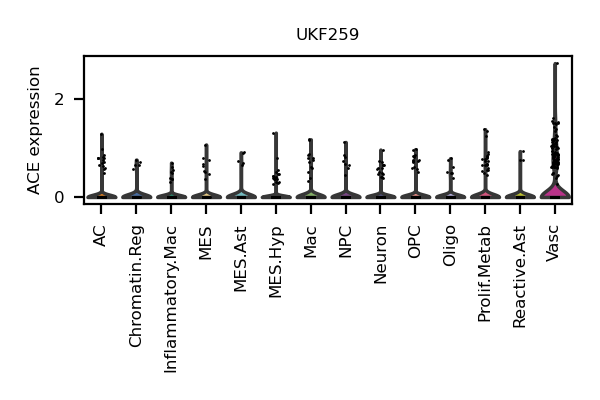 UKF259
ACE expression
2
0
AC
Chromatin.Reg
Inflammatory.Mac
MES
MES.Ast
MES.Hyp
Mac
NPC
Neuron
OPC
Oligo
Prolif.Metab
Reactive.Ast
Vasc